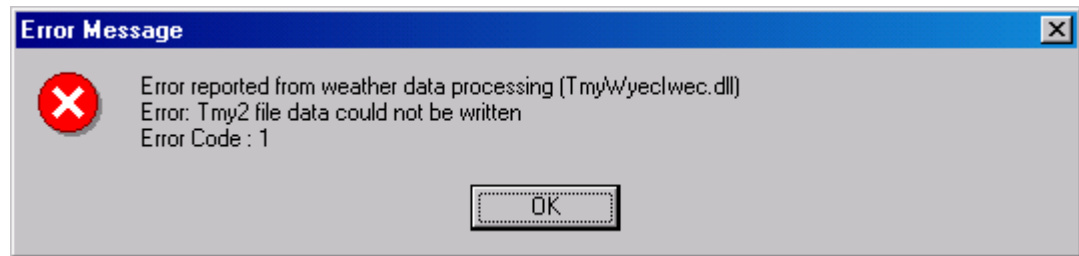 Error Message
Error reported from weather data processing (TmyWyecIwec.dll)
Error: Tmy2 file data could not be written
Error Code : 1
OK